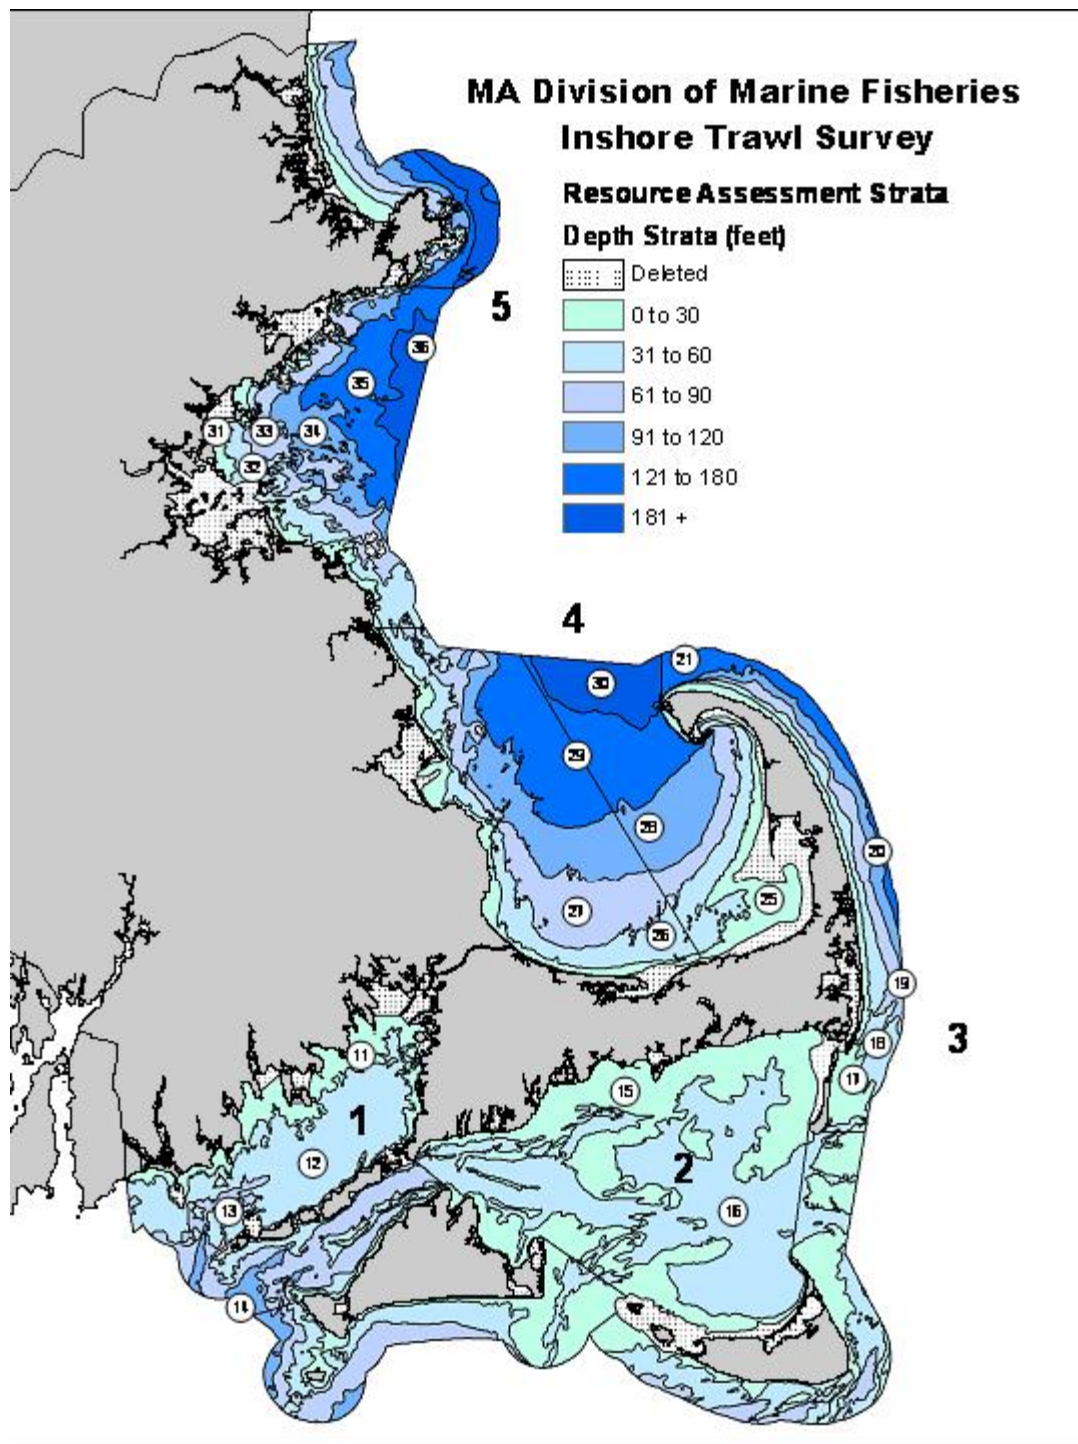 MA Division of Marine Fisheries
Inshore Trawl Survey
Resource Assessment Strata
Depth Strata (feet)
Deleted
0 to 30
31 to 60
61 to 90
91 to 120
121 to 180
181 +
5
36
35
31
33
34
32
4
21
30
29
28
20
25
27
26
19
3
18
17
11
15
1
2
12
13
16
14